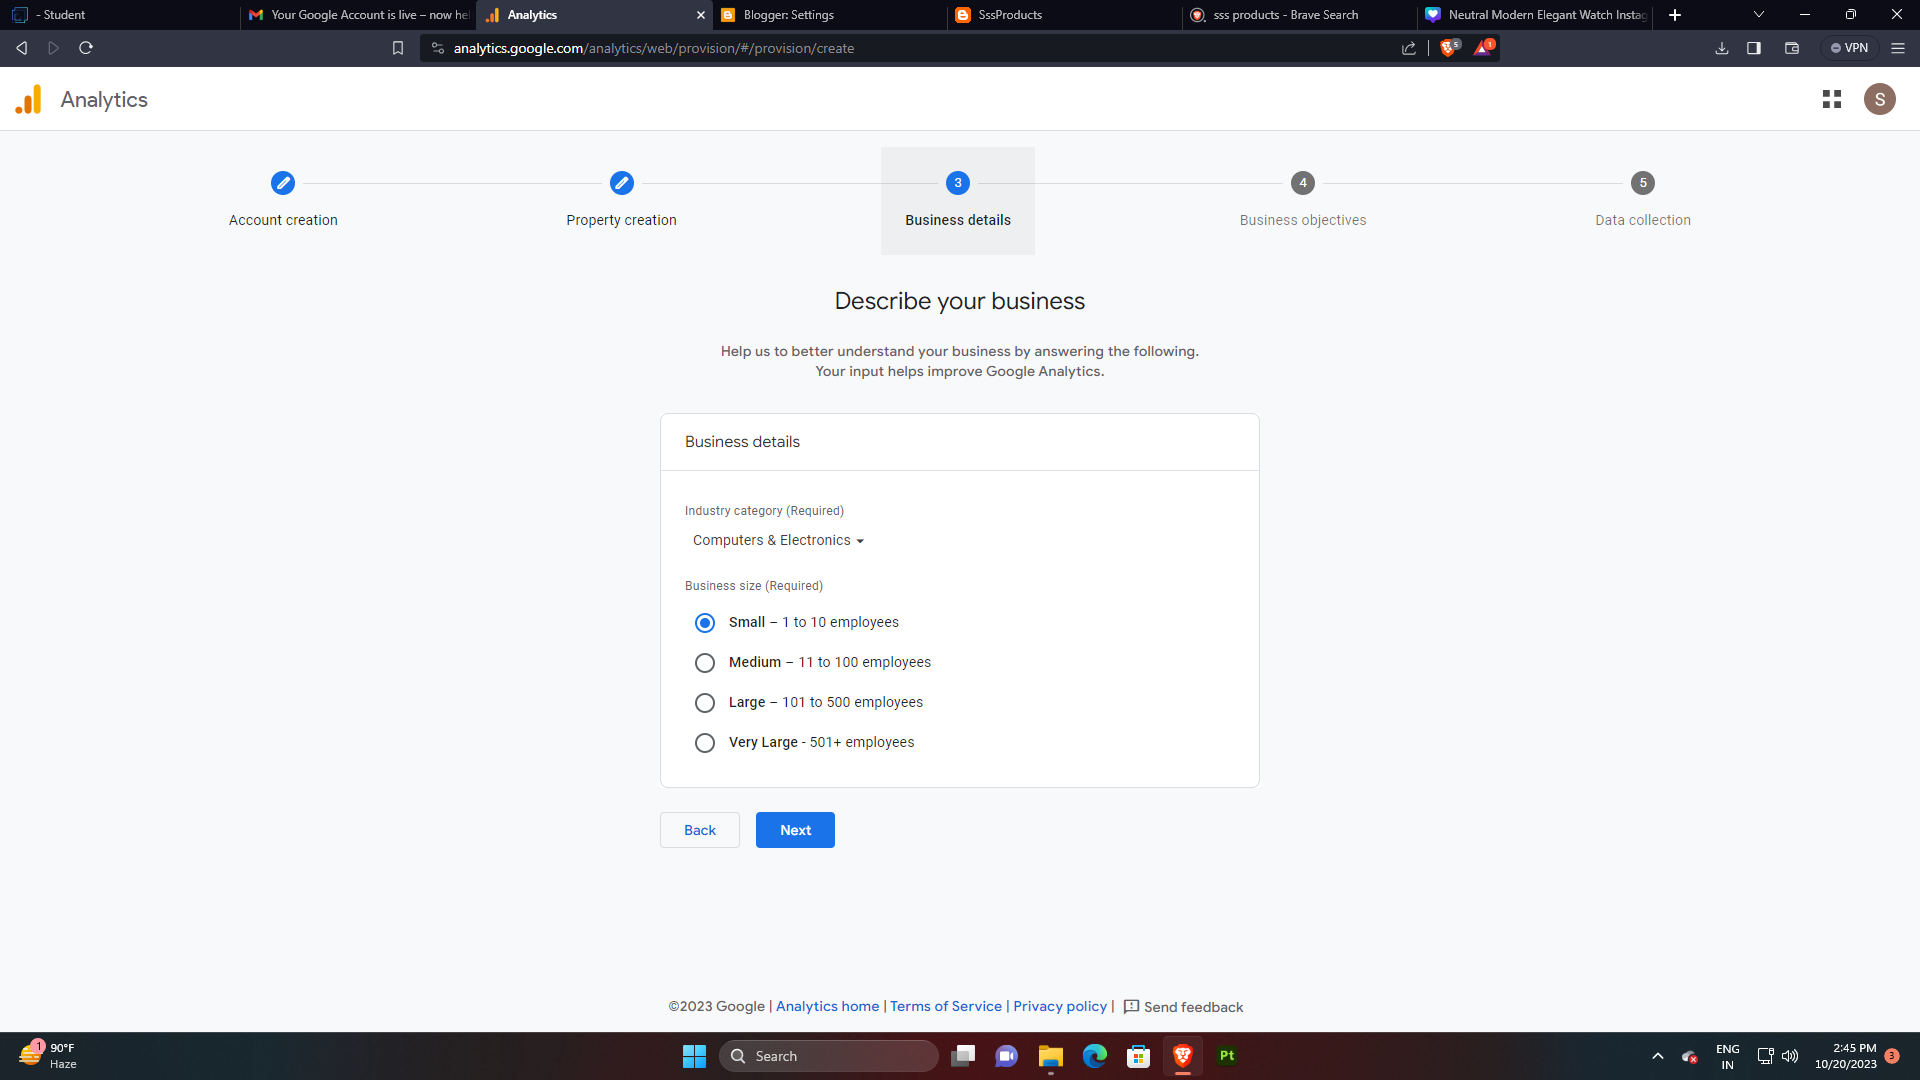 - Student
Your Google Account is live – now he
Analytics
Blogger: Settings
SssProducts
sss products - Brave Search
Neutral Modern Elegant Watch Instag
analytics.google.com/analytics/web/provision/#/provision/create
5
1
VPN
Analytics
S
3
4
5
Account creation
Property creation
Business details
Business objectives
Data collection
Describe your business
Help us to better understand your business by answering the following.
Your input helps improve Google Analytics.
Business details
Industry category (Required)
Computers & Electronics
Business size (Required)
Small – 1 to 10 employees
Medium – 11 to 100 employees
Large – 101 to 500 employees
Very Large - 501+ employees
Back
Next
©2023 Google | Analytics home | Terms of Service | Privacy policy | Send feedback
1
90°F
Haze
Search
Pt
ENG
IN
2:45 PM
10/20/2023
3